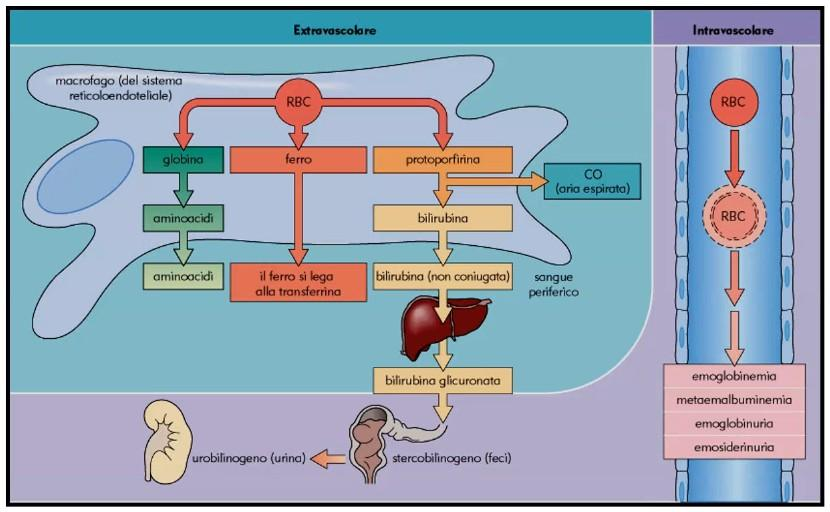 Extravascolare
Intravascolare
macrofago (del sistema
reticoloendoteliale)
RBC
globina
ferro
protoporfirina
CO
(aria espirata)
aminoacidi
bilirubina
aminoacidi
il ferro si lega
alla transferrina
bilirubina (non coniugata)
sangue
periferico
bilirubina glicuronata
urobilinogeno (urina)
stercobilinogeno (feci)
RBC
RBC
emoglobinemia
metaemalbuminemia
emoglobinuria
emosiderinuria